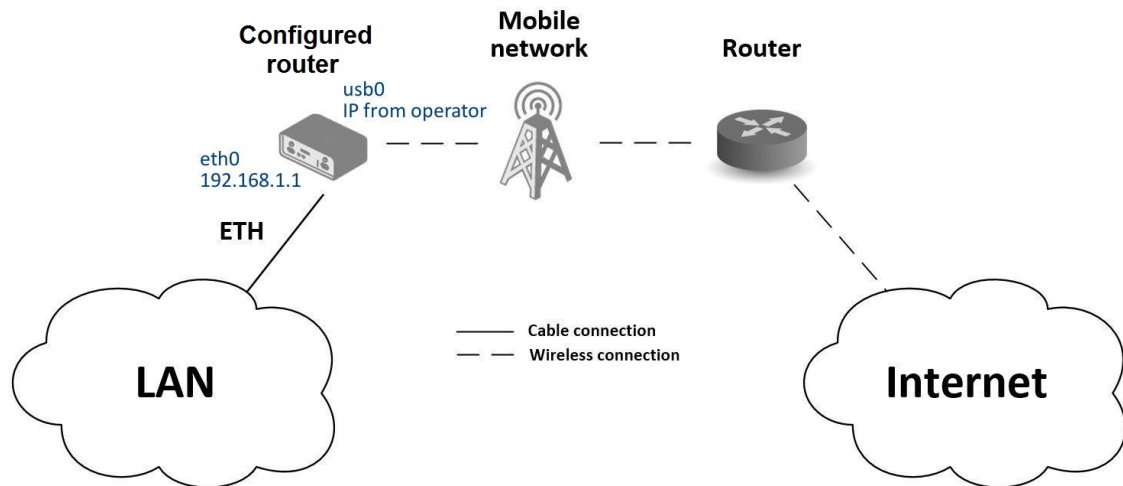 Configured
router
usb0
IP from operator
eth0
192.168.1.1
ETH
Mobile
network
Router
Cable connection
Wireless connection
LAN
Internet